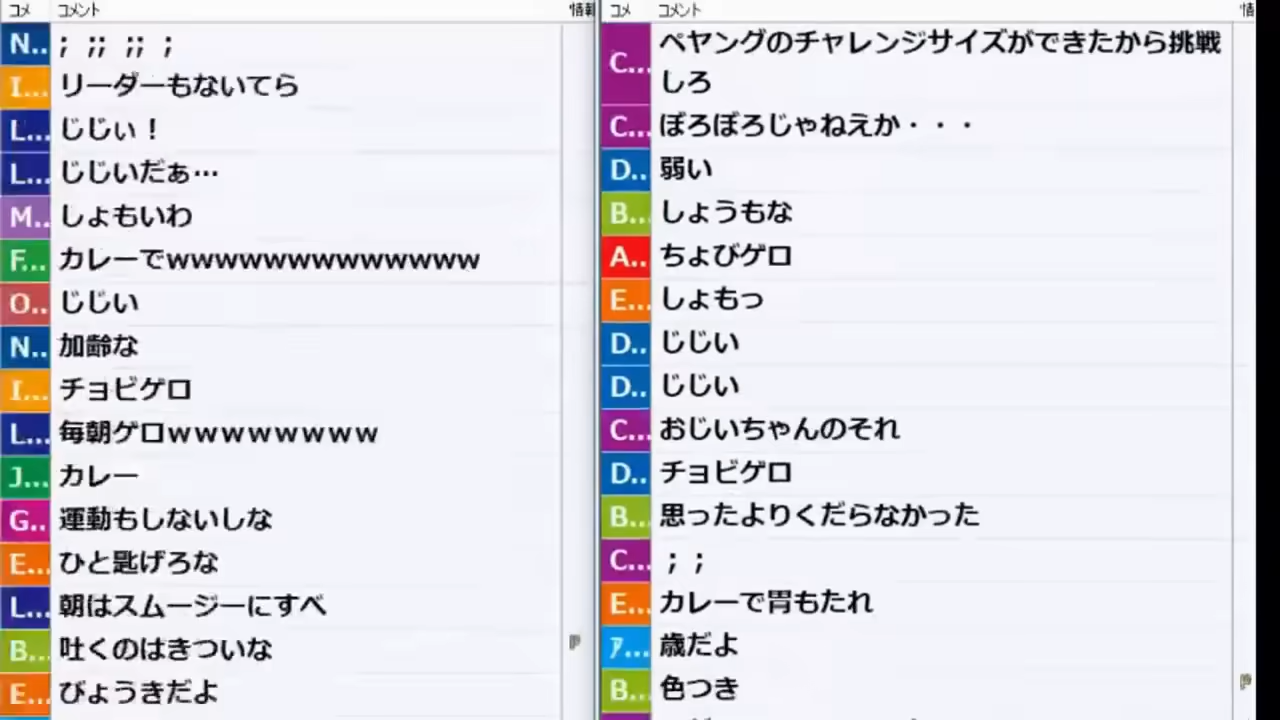 コメ コメント 情報
N.. ; ;; ;; ;
I... リーダーもないてら
L... じじぃ！
L... じじいだぁ…
M.. しょもいわ
F... カレーでwwwwwwwwwwwww
O.. じじい
N.. 加齢な
I... チョビゲロ
L... 毎朝ゲロｗｗｗｗｗｗｗｗ
J... カレー
G.. 運動もしないしな
E... ひと匙げろな
L... 朝はスムージーにすべ
B... 吐くのはきついな
E... びょうきだよ
コメ コメント 情
C... ペヤングのチャレンジサイズができたから挑戦
しろ
C... ぼろぼろじゃねえか・・・
D.. 弱い
B... しょうもな
A.. ちょびゲロ
E... しょもっ
D.. じじい
D.. じじい
C... おじいちゃんのそれ
D.. チョビゲロ
B... 思ったよりくだらなかった
C... ; ;
E... カレーで胃もたれ
ｱ... 歳だよ
B... 色つき